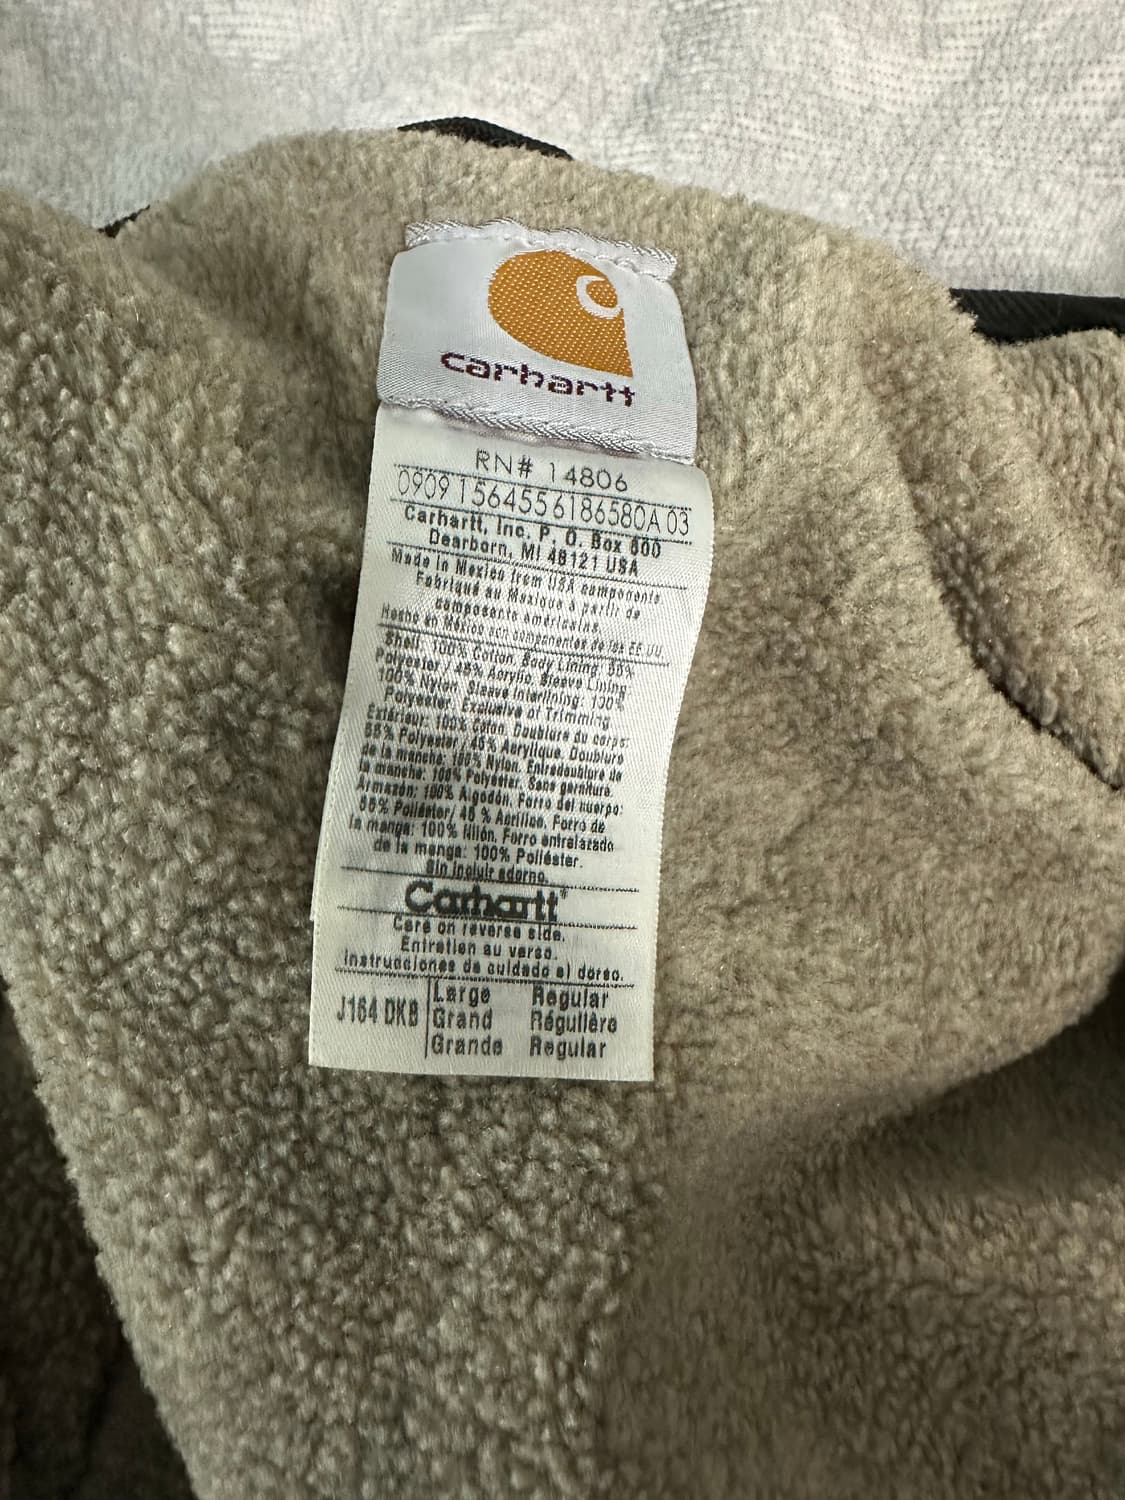 carhartt
RN# 14806
0909 1564556186580A 03
Carhartt, Inc. P. O. Box 600
Dearborn, MI 48121 USA
Made in Mexico from USA components
Fabriqué au Mexique à partir de
composants américains.
Hecho en México con componentes de los EE.UU.
Shell: 100% Cotton. Body Lining: 55%
Polyester / 45% Acrylic. Sleeve Lining:
100% Nylon. Sleeve Interlining: 100%
Polyester. Exclusive of Trimming
Extérieur: 100% Coton. Doublure du corps:
55% Polyester/ 45% Acrylique. Doublure
de la manche: 100% Nylon. Entredoublure de
la manche: 100% Polyester. Sans garniture.
Armazón: 100% Algodón. Forro del cuerpo:
55% Poliéster/ 45 % Acrílico. Forro de
la manga: 100% Nilón. Forro entrelazado
de la manga: 100% Poliéster.
Sin incluir adorno.
Carhartt®
Care on reverse side.
Entretien au verso.
Instrucciones de cuidado al dorso.
J164 DKB Large Regular
Grand Régulière
Grande Regular